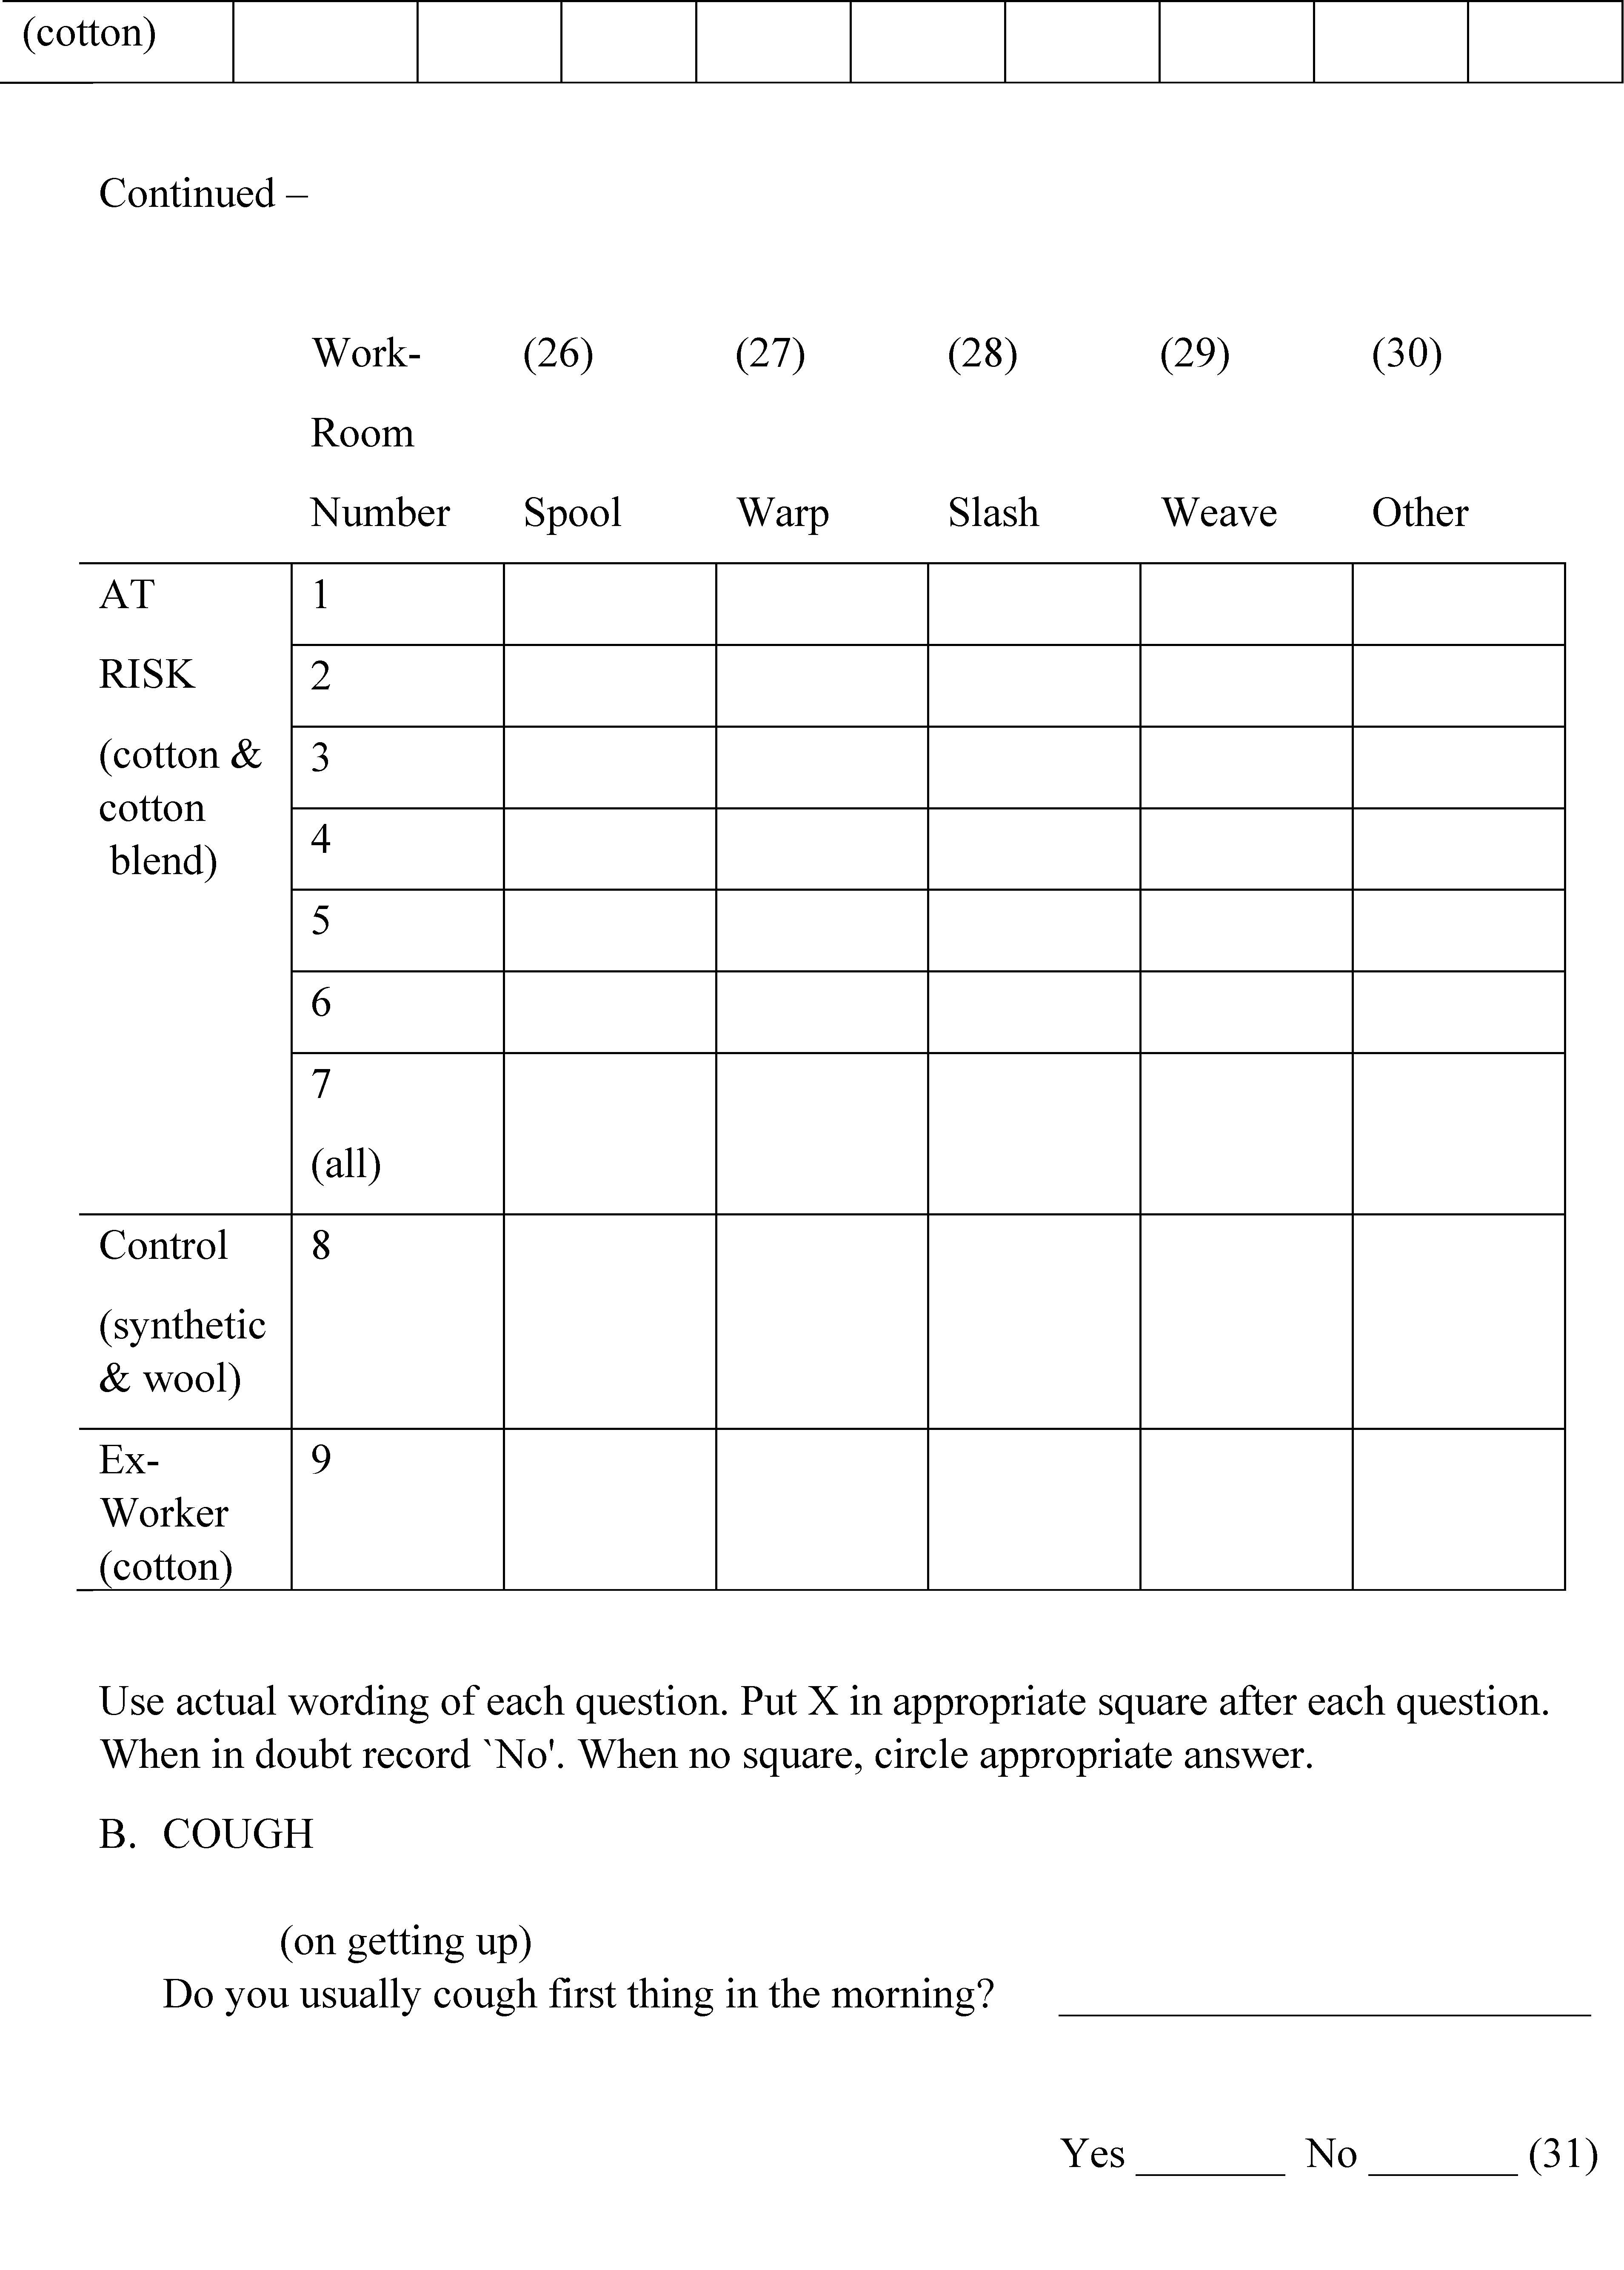 (cotton)
Continued –
Work- (26) (27) (28) (29) (30)
Room
Number Spool Warp Slash Weave Other
AT 1
RISK 2
(cotton & 3
cotton
blend) 4
5
6
7
(all)
Control 8
(synthetic
& wool)
Ex- 9
Worker
(cotton)
Use actual wording of each question. Put X in appropriate square after each question.
When in doubt record `No'. When no square, circle appropriate answer.
B. COUGH
(on getting up)
Do you usually cough first thing in the morning? ____________________
Yes _______ No _______ (31)